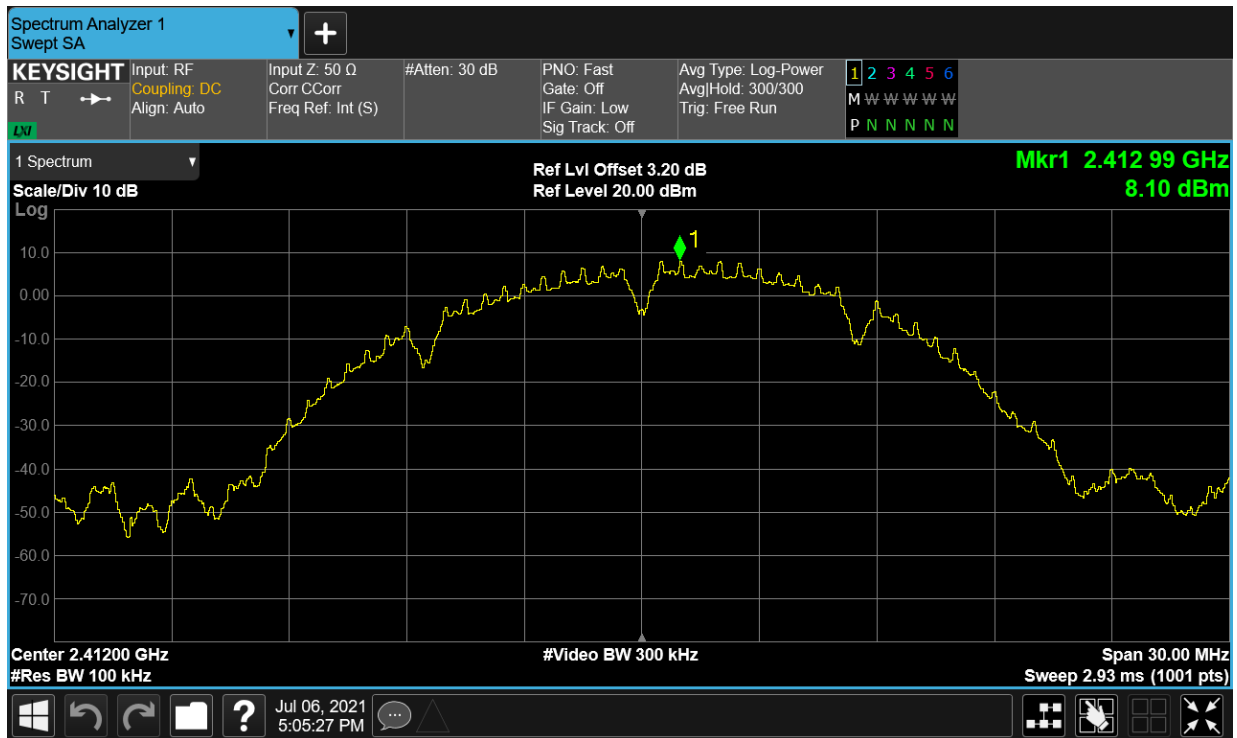 Spectrum Analyzer 1
Swept SA
KEYSIGHT
R T
LXI
Input: RF
Coupling: DC
Align: Auto
Input Z: 50 Ω
Corr CCorr
Freq Ref: Int (S)
#Atten: 30 dB
PNO: Fast
Gate: Off
IF Gain: Low
Sig Track: Off
Avg Type: Log-Power
Avg|Hold: 300/300
Trig: Free Run
1 2 3 4 5 6
M W W W W W
P N N N N N
1 Spectrum
Scale/Div 10 dB
Log
Ref Lvl Offset 3.20 dB
Ref Level 20.00 dBm
Mkr1 2.412 99 GHz
8.10 dBm
1
10.0
0.00
-10.0
-20.0
-30.0
-40.0
-50.0
-60.0
-70.0
Center 2.41200 GHz
#Res BW 100 kHz
#Video BW 300 kHz
Span 30.00 MHz
Sweep 2.93 ms (1001 pts)
?
Jul 06, 2021
5:05:27 PM